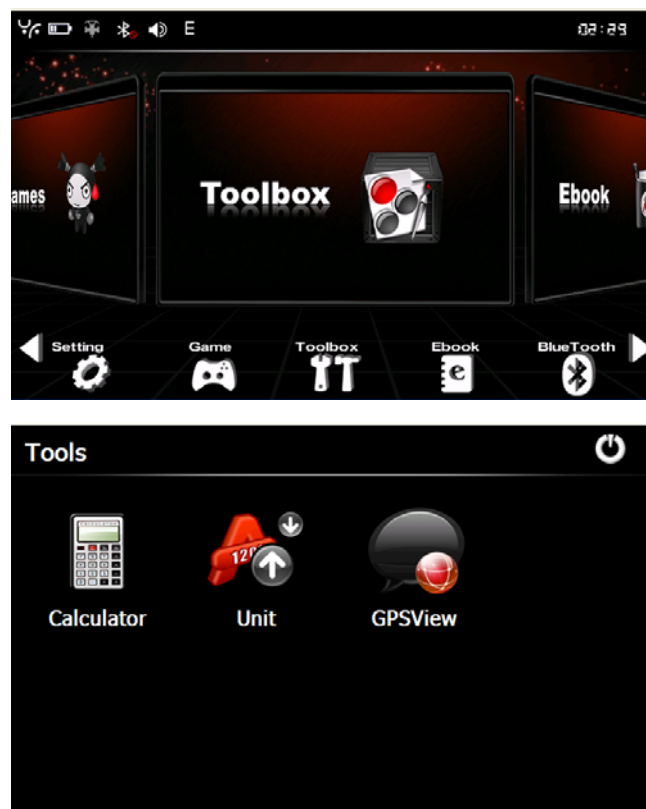 E 02:29
ames Toolbox Ebook
Setting Game Toolbox Ebook BlueTooth
Tools
Calculator Unit GPSView